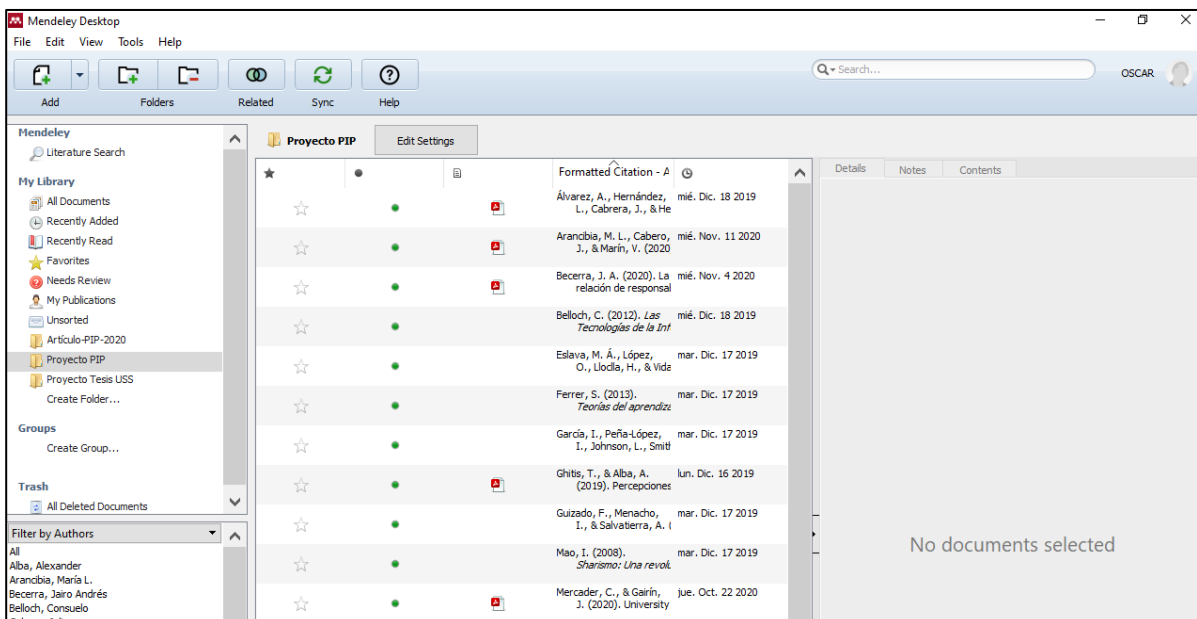 Mendeley Desktop
File Edit View Tools Help
Search...
OSCAR
Add Folders Related Sync Help
Mendeley
Literature Search
My Library
All Documents
Recently Added
Recently Read
Favorites
Needs Review
My Publications
Unsorted
Artículo-PIP-2020
Proyecto PIP
Proyecto Tesis USS
Create Folder...
Groups
Create Group...
Trash
All Deleted Documents
Filter by Authors
All
Alba, Alexander
Arancibia, María L.
Becerra, Jairo Andrés
Belloch, Consuelo
Proyecto PIP Edit Settings
Formatted Citation - A
Álvarez, A., Hernández, mié. Dic. 18 2019
L., Cabrera, J., & He
Arancibia, M. L., Cabero, mié. Nov. 11 2020
J., & Marín, V. (2020
Becerra, J. A. (2020). La mié. Nov. 4 2020
relación de responsal
Belloch, C. (2012). Las mié. Dic. 18 2019
Tecnologías de la Inf
Eslava, M. Á., López, mar. Dic. 17 2019
O., Llodla, H., & Vida
Ferrer, S. (2013). mar. Dic. 17 2019
Teorías del aprendiza
García, I., Peña-López, mar. Dic. 17 2019
I., Johnson, L., Smith
Ghitis, T., & Alba, A. lun. Dic. 16 2019
(2019). Percepciones
Guizado, F., Menacho, mar. Dic. 17 2019
I., & Salvatierra, A. (
Mao, I. (2008). mar. Dic. 17 2019
Sharismo: Una revolu
Mercader, C., & Gairín, jue. Oct. 22 2020
J. (2020). University
Details Notes Contents
No documents selected